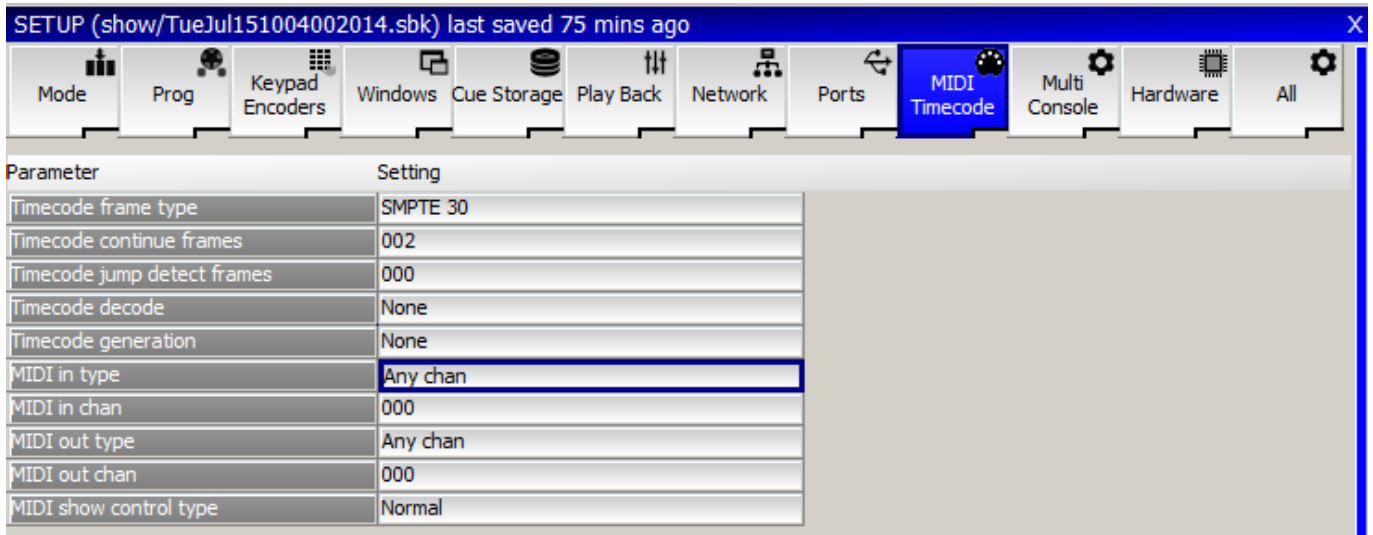 SETUP (show/TueJul151004002014.sbk) last saved 75 mins ago X
Mode Prog Keypad Encoders Windows Cue Storage Play Back Network Ports MIDI Timecode Multi Console Hardware All
Parameter Setting
Timecode frame type SMPTE 30
Timecode continue frames 002
Timecode jump detect frames 000
Timecode decode None
Timecode generation None
MIDI in type Any chan
MIDI in chan 000
MIDI out type Any chan
MIDI out chan 000
MIDI show control type Normal